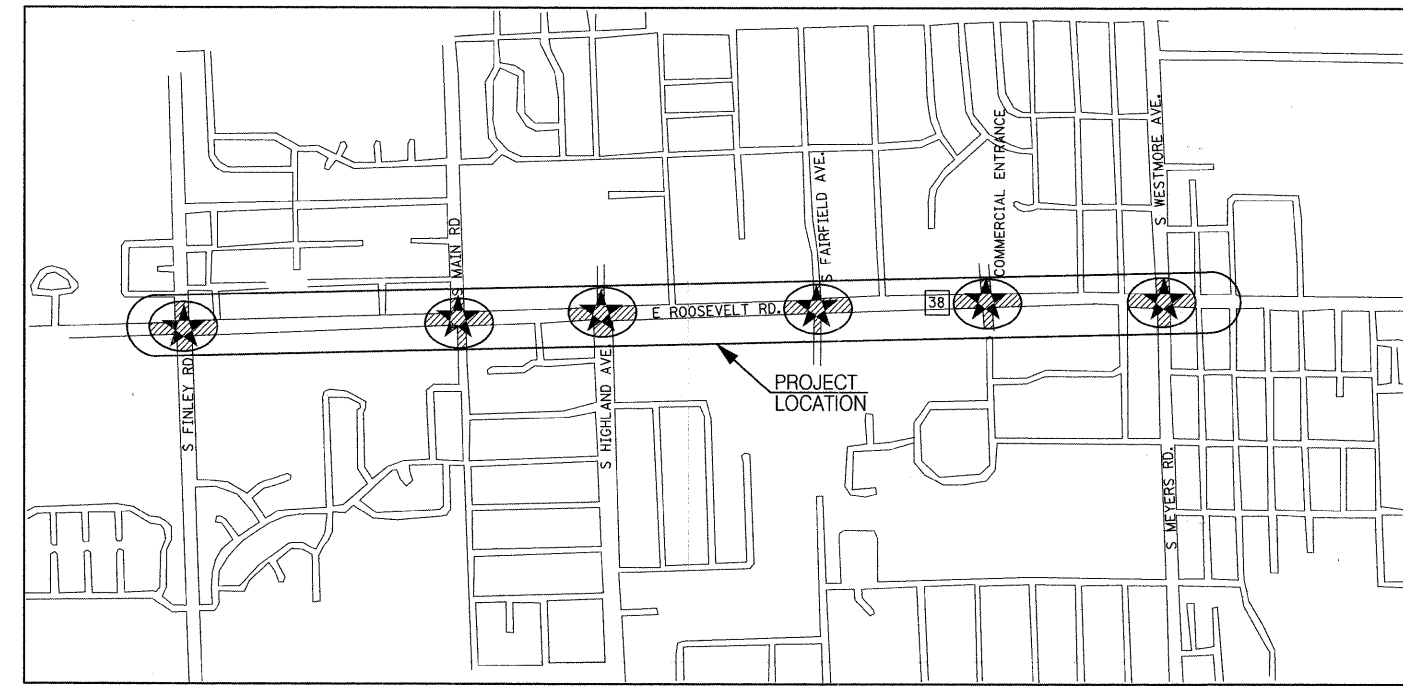 S WESTMORE AVE.
COMMERCIAL ENTRANCE
S FAIRFIELD AVE.
S MAIN RD
E ROOSEVELT RD.
38
S FINLEY RD
S HIGHLAND AVE
PROJECT
LOCATION
S MEYERS RD.